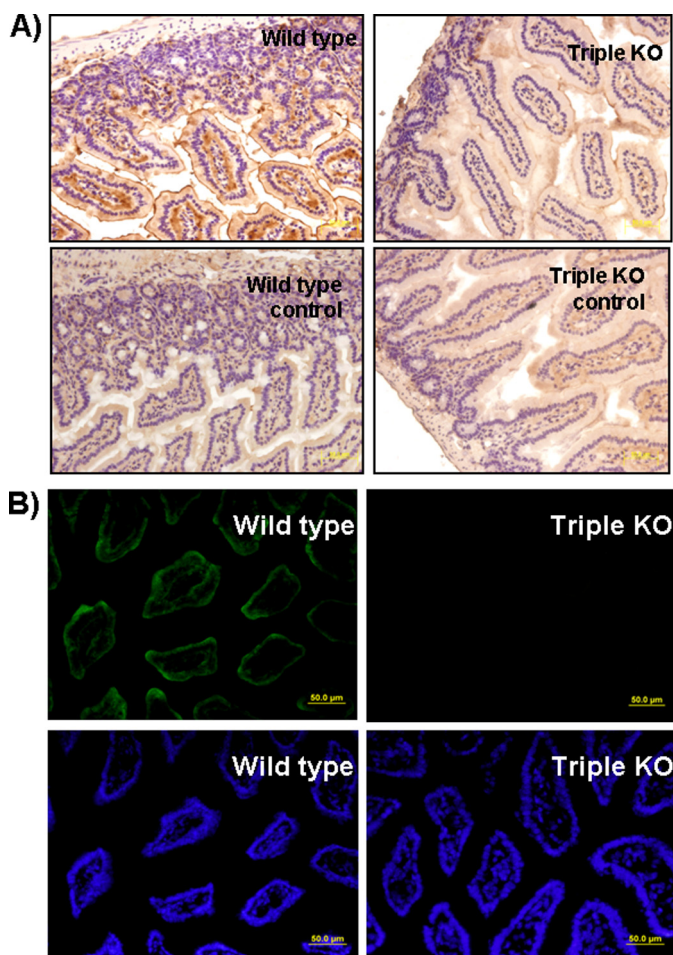 A)
Wild type
Triple KO
Wild type
control
Triple KO
control
B)
Wild type
Triple KO
50.0 µm
50.0 µm
Wild type
Triple KO
50.0 µm
50.0 µm